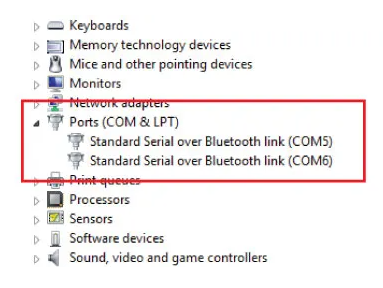 Keyboards
Memory technology devices
Mice and other pointing devices
Monitors
Network adapters
Ports (COM & LPT)
Standard Serial over Bluetooth link (COM5)
Standard Serial over Bluetooth link (COM6)
Print queues
Processors
Sensors
Software devices
Sound, video and game controllers